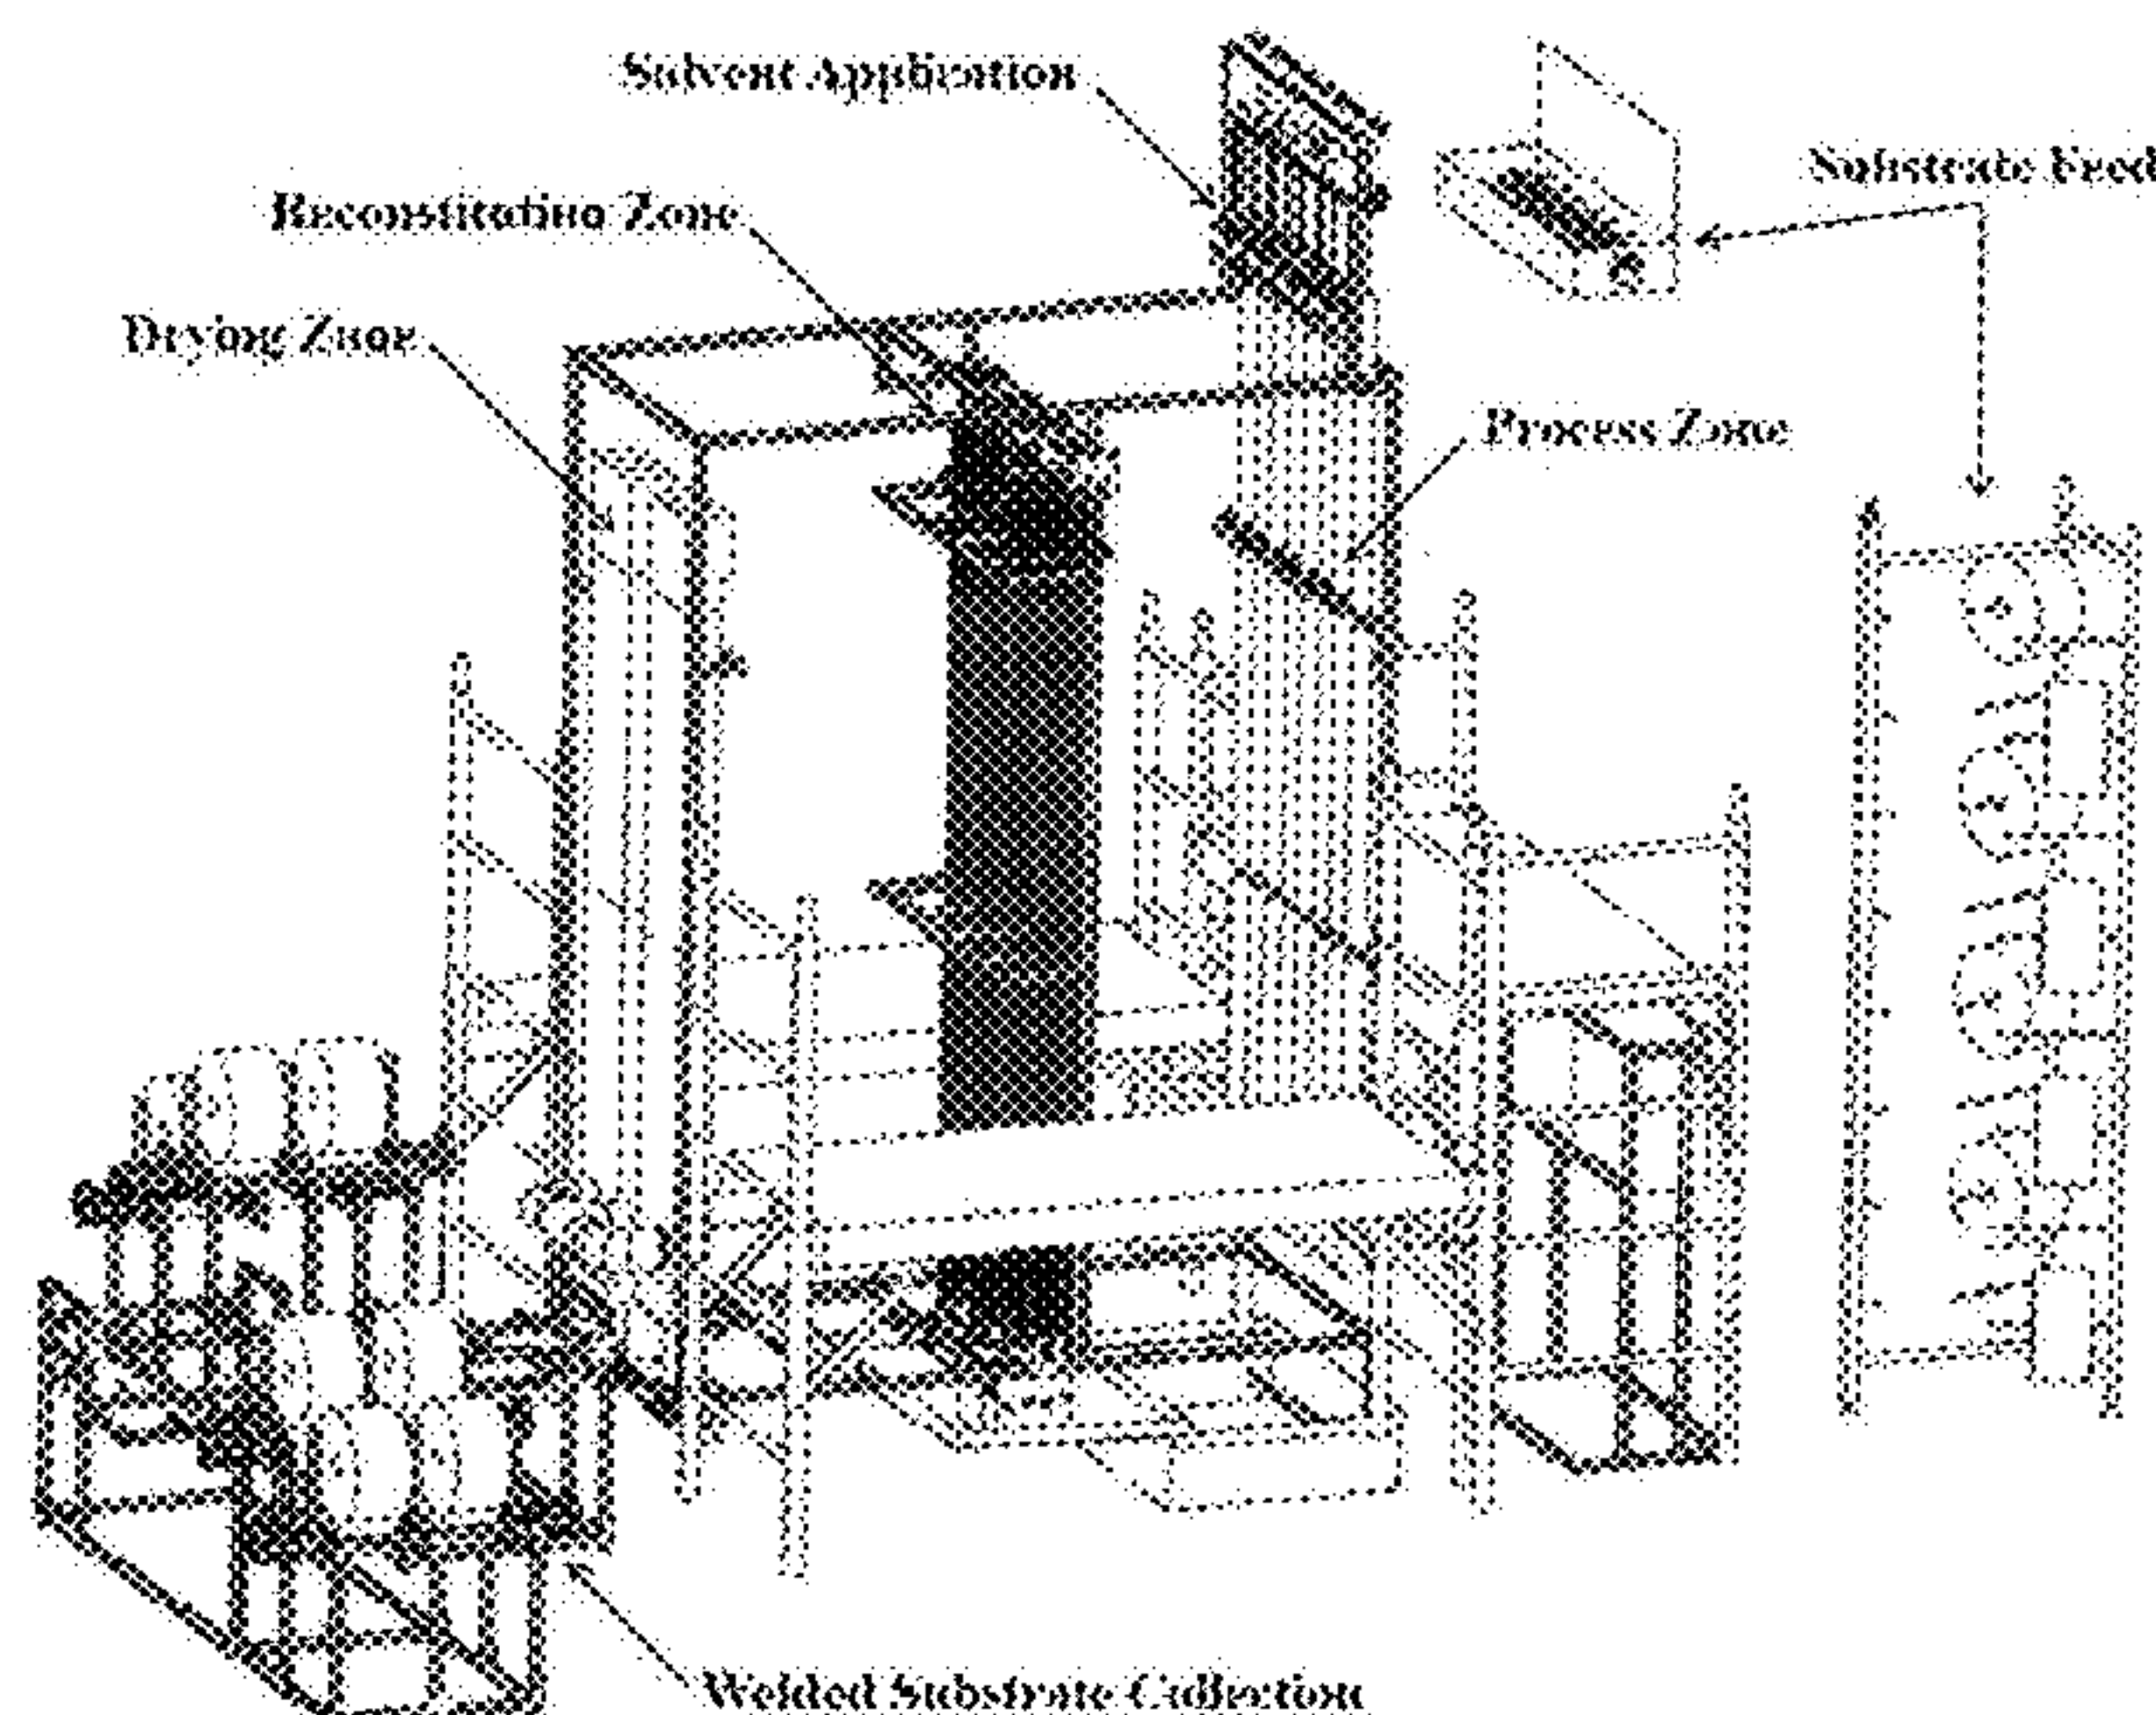 Solvent Application
Substrate Feed
Reconstitution Zone
Drying Zone
Process Zone
Welded Substrate Collection